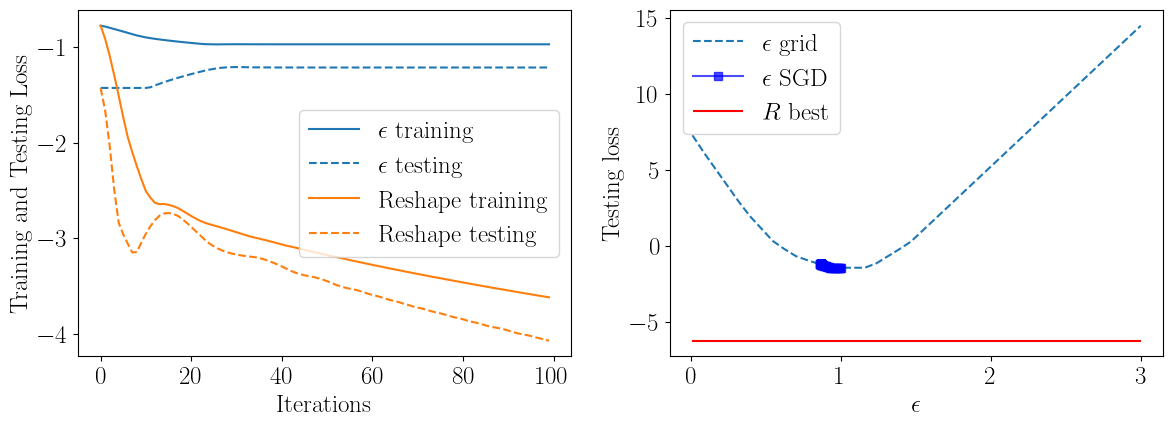 Training and Testing Loss
−1
−2
−3
−4
ϵ training
ϵ testing
Reshape training
Reshape testing
0 20 40 60 80 100
Iterations
Testing loss
15
10
5
0
−5
ϵ grid
ϵ SGD
R best
0 1 2 3
ϵ